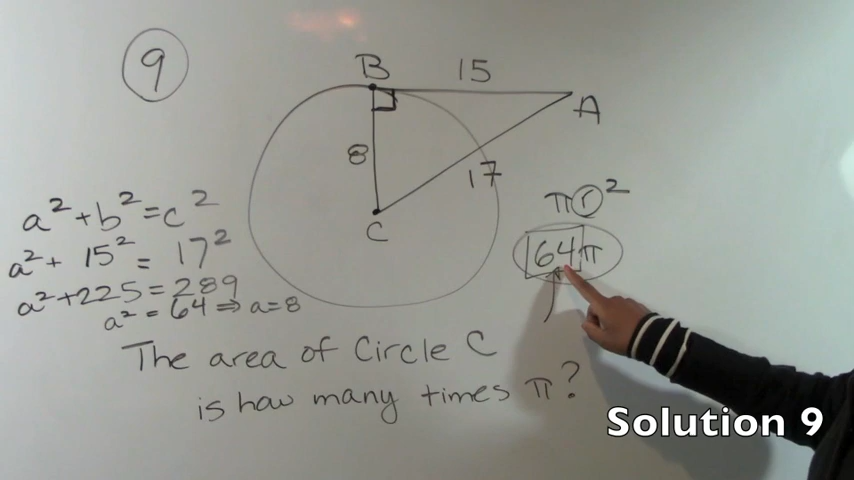 9
B
15
A
8
17
C
a² + b² = c²
a² + 15² = 17²
a² + 225 = 289
a² = 64 ⇒ a = 8
πr²
64π
The area of Circle C
is how many times π?
Solution 9